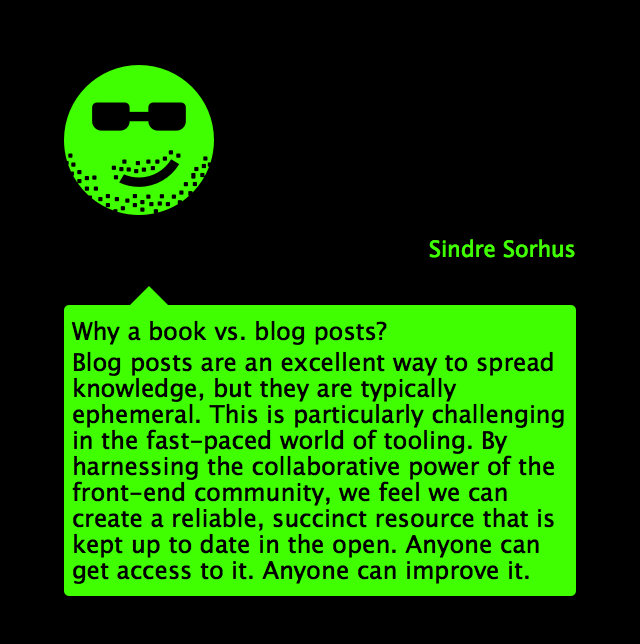 Sindre Sorhus
Why a book vs. blog posts?
Blog posts are an excellent way to spread
knowledge, but they are typically
ephemeral. This is particularly challenging
in the fast-paced world of tooling. By
harnessing the collaborative power of the
front-end community, we feel we can
create a reliable, succinct resource that is
kept up to date in the open. Anyone can
get access to it. Anyone can improve it.